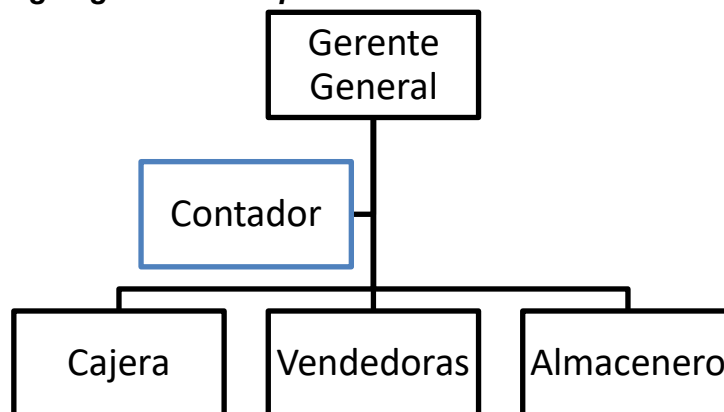 Gerente
General
Contador
Cajera
Vendedoras
Almacenero